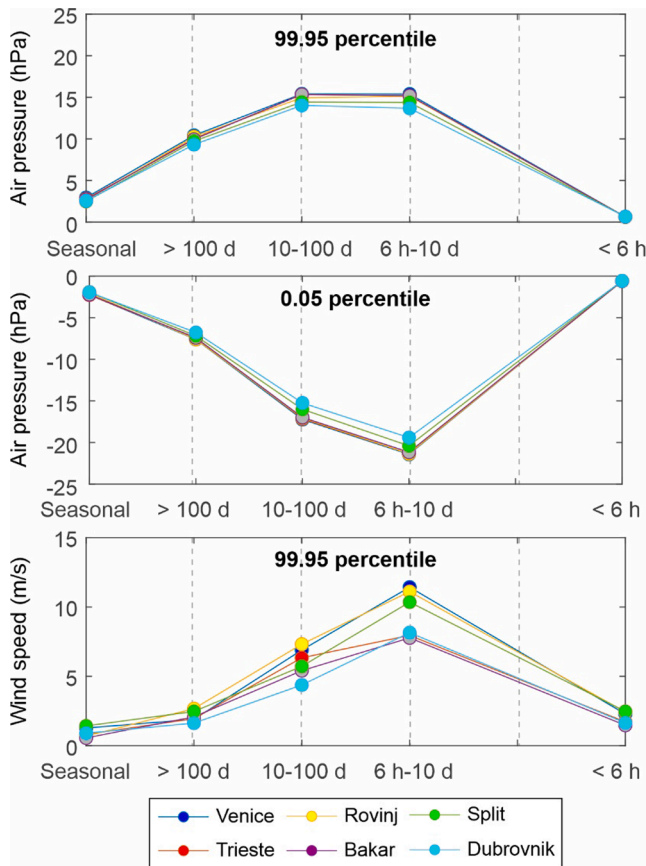 25
99.95 percentile
20
15
10
5
0
Air pressure (hPa)
Seasonal > 100 d 10-100 d 6 h-10 d < 6 h
0
0.05 percentile
-5
-10
-15
-20
-25
Air pressure (hPa)
Seasonal > 100 d 10-100 d 6 h-10 d < 6 h
15
99.95 percentile
10
5
0
Wind speed (m/s)
Seasonal > 100 d 10-100 d 6 h-10 d < 6 h
Venice Rovinj Split
Trieste Bakar Dubrovnik